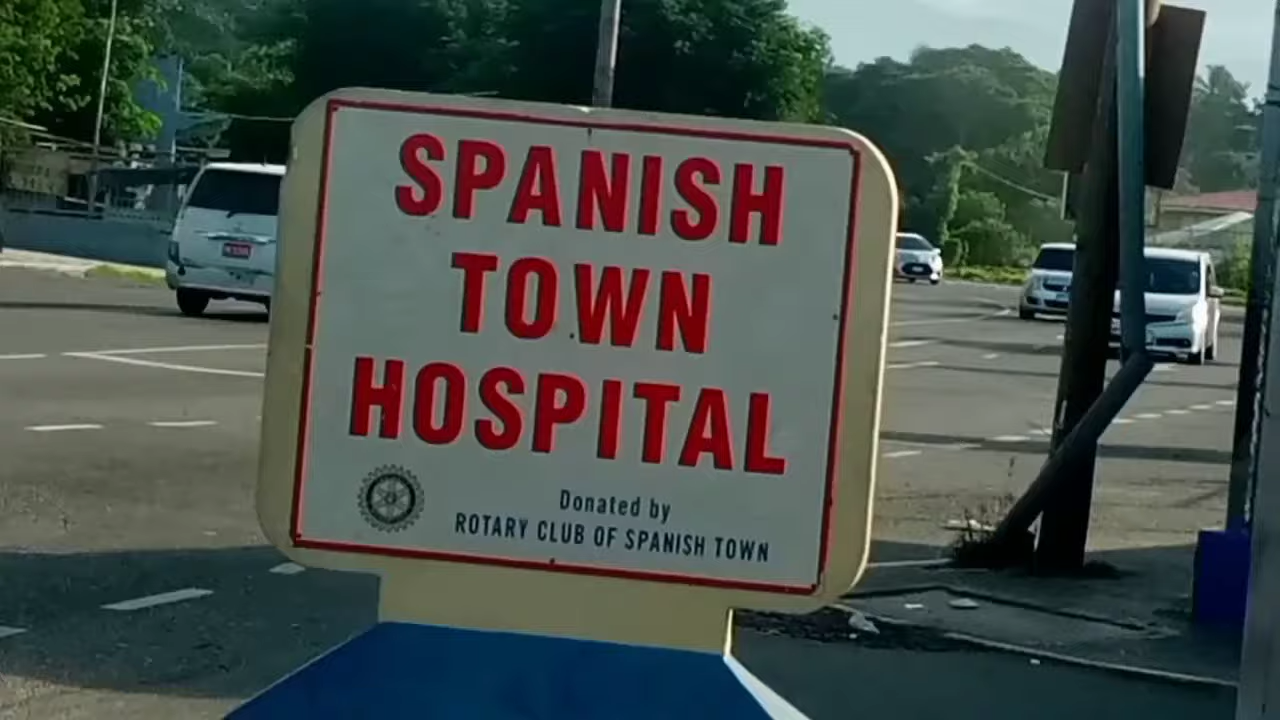 SPANISH
TOWN
HOSPITAL
Donated by
ROTARY CLUB OF SPANISH TOWN